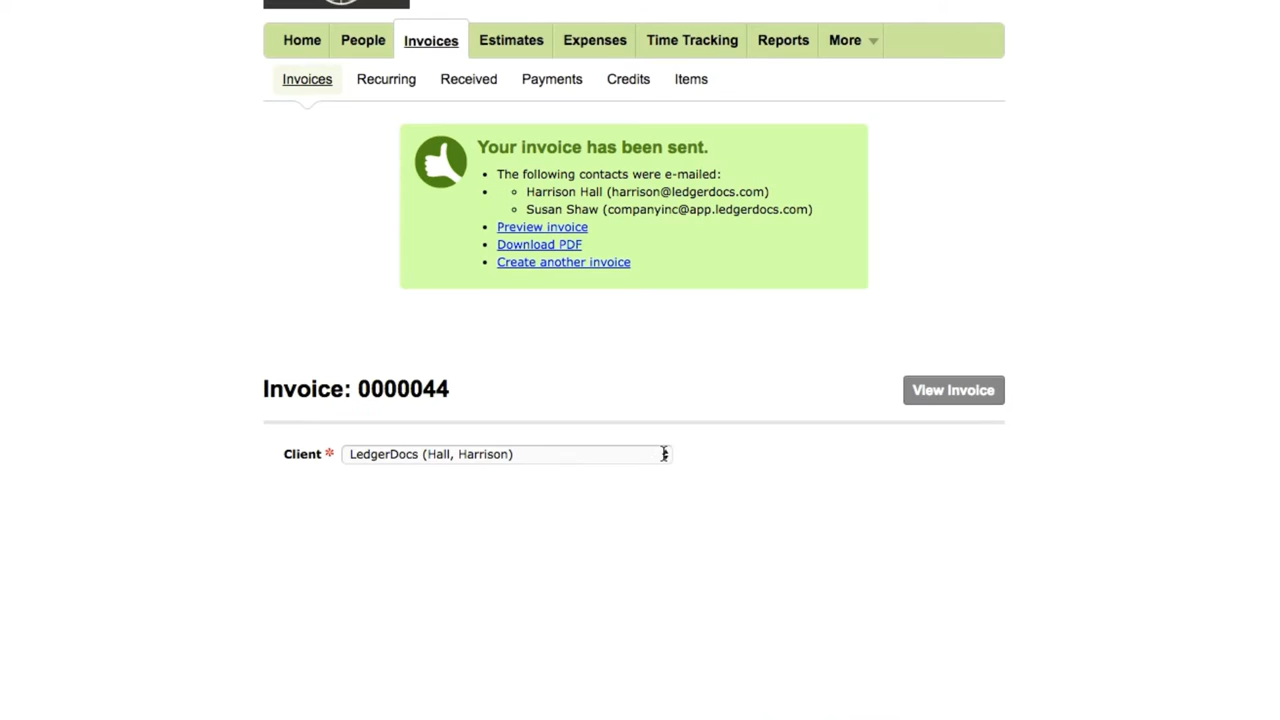 Home People Invoices Estimates Expenses Time Tracking Reports More
Invoices Recurring Received Payments Credits Items
Your invoice has been sent.
The following contacts were e-mailed:
Harrison Hall (harrison@ledgerdocs.com)
Susan Shaw (companyinc@app.ledgerdocs.com)
Preview invoice
Download PDF
Create another invoice
Invoice: 0000044
View Invoice
Client * LedgerDocs (Hall, Harrison)